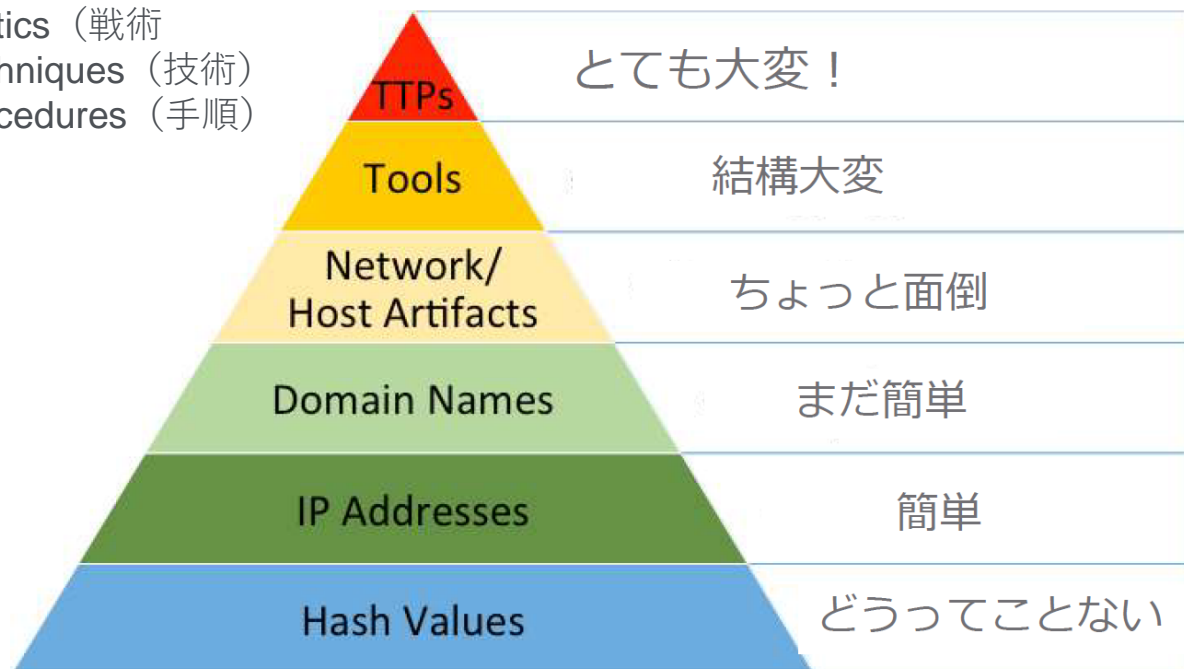 tics（戦術
hniques（技術）
cedures（手順）
TTPs
とても大変！
Tools
結構大変
Network/
Host Artifacts
ちょっと面倒
Domain Names
まだ簡単
IP Addresses
簡単
Hash Values
どうってことない